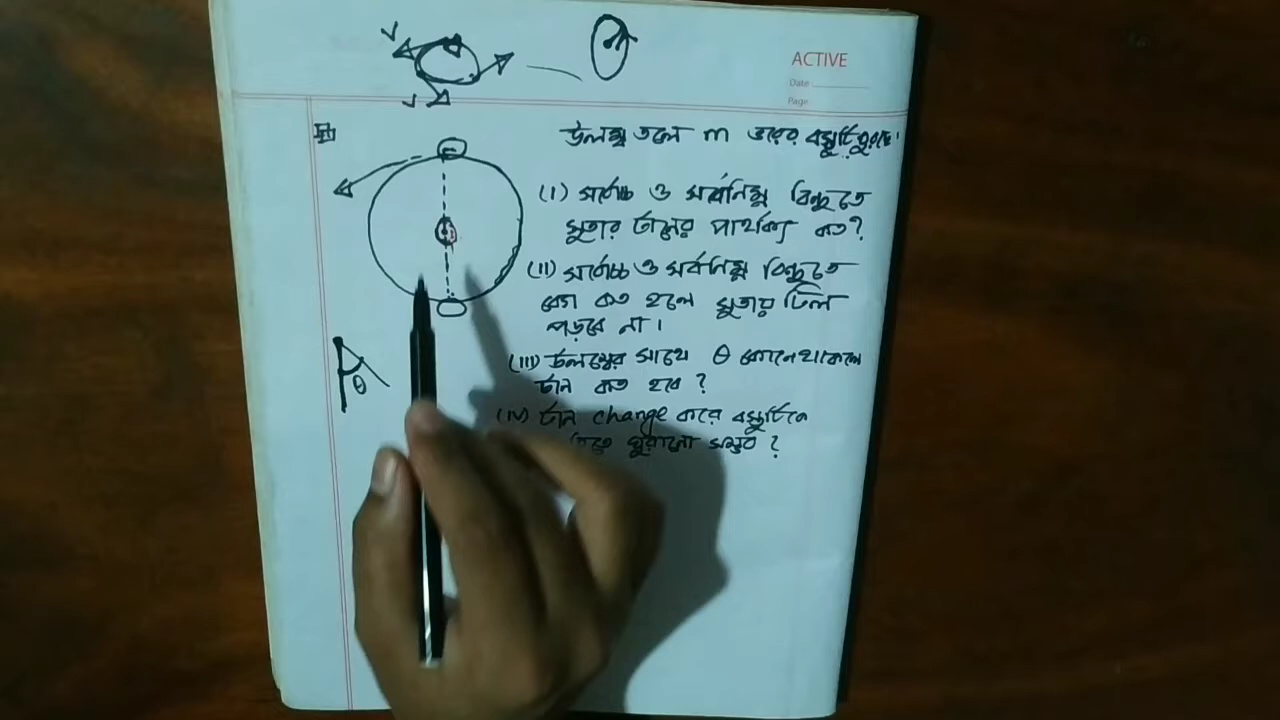 ACTIVE
Date
Page
v
v
উলম্ব তলে m ভরের বস্তুটি ঘুরছে।
(I) সর্বোচ্চ ও সর্বনিম্ন বিন্দুতে
সুতার টানের পার্থক্য কত?
(II) সর্বোচ্চ ও সর্বনিম্ন বিন্দুতে
বেগ কত হলে সুতায় ঢিল
পড়বে না।
(III) উলম্বের সাথে θ কোনে থাকলে
টান কত হবে ?
(IV) টান change করে বস্তুটিকে
ঘুরানো সম্ভব ?
θ